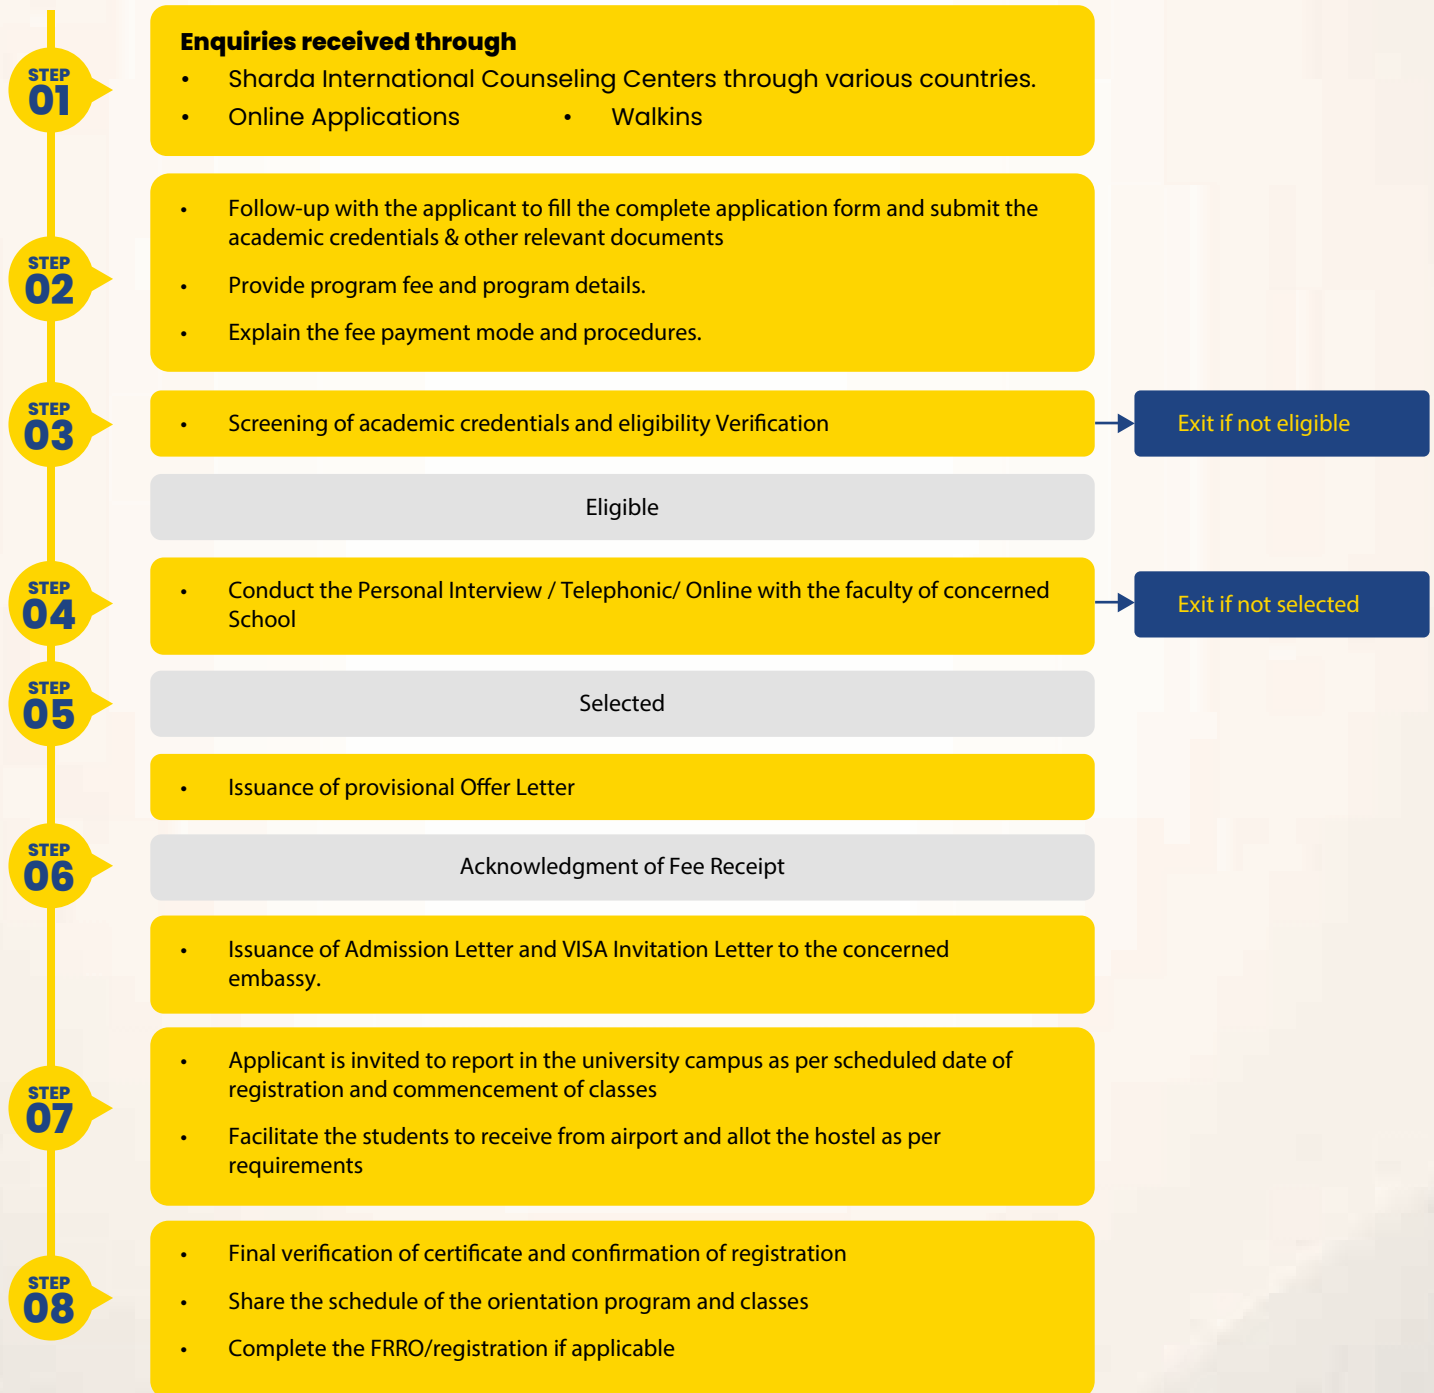 Enquiries received through
STEP
01
• Sharda International Counseling Centers through various countries.
• Online Applications • Walkins
• Follow-up with the applicant to fill the complete application form and submit the
academic credentials & other relevant documents
STEP
02
• Provide program fee and program details.
• Explain the fee payment mode and procedures.
STEP
03
• Screening of academic credentials and eligibility Verification
Exit if not eligible
Eligible
STEP
04
• Conduct the Personal Interview / Telephonic/ Online with the faculty of concerned
School
Exit if not selected
STEP
05
Selected
• Issuance of provisional Offer Letter
STEP
06
Acknowledgment of Fee Receipt
• Issuance of Admission Letter and VISA Invitation Letter to the concerned
embassy.
• Applicant is invited to report in the university campus as per scheduled date of
registration and commencement of classes
STEP
07
• Facilitate the students to receive from airport and allot the hostel as per
requirements
• Final verification of certificate and confirmation of registration
STEP
08
• Share the schedule of the orientation program and classes
• Complete the FRRO/registration if applicable